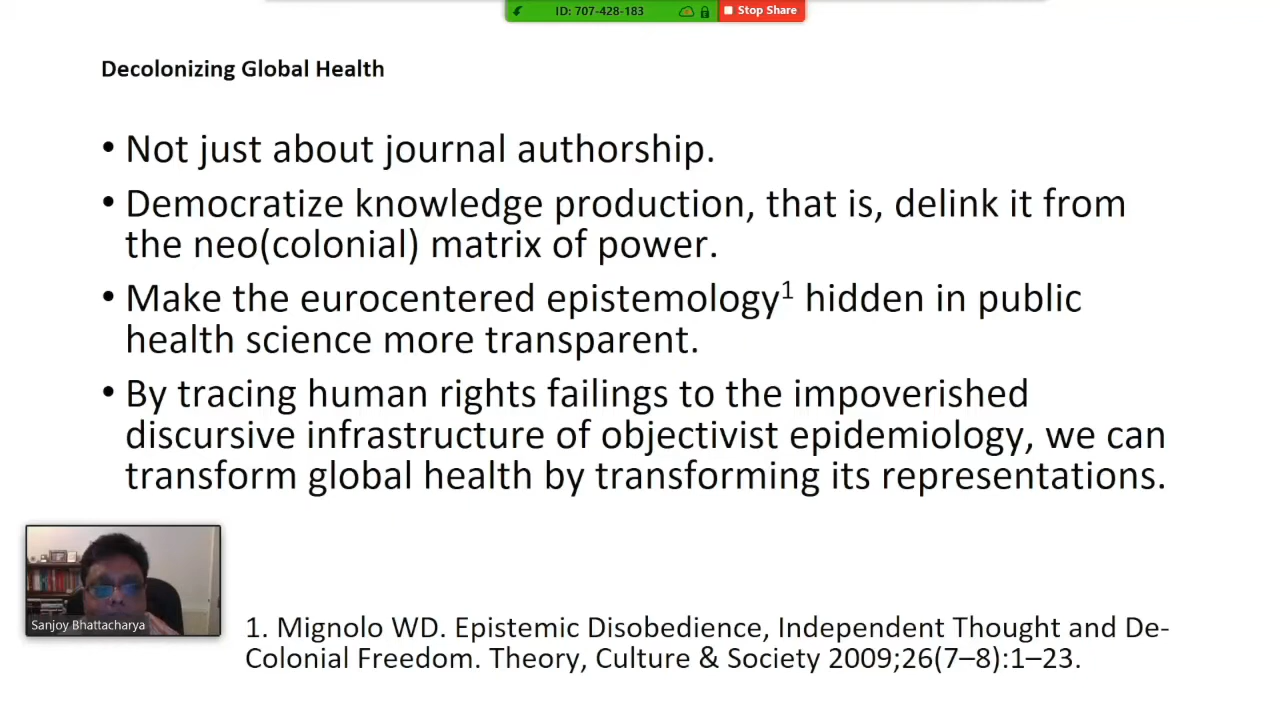 ID: 707-428-183
Stop Share
Decolonizing Global Health
• Not just about journal authorship.
• Democratize knowledge production, that is, delink it from
the neo(colonial) matrix of power.
• Make the eurocentered epistemology¹ hidden in public
health science more transparent.
• By tracing human rights failings to the impoverished
discursive infrastructure of objectivist epidemiology, we can
transform global health by transforming its representations.
Sanjoy Bhattacharya
1. Mignolo WD. Epistemic Disobedience, Independent Thought and De-
Colonial Freedom. Theory, Culture & Society 2009;26(7–8):1–23.